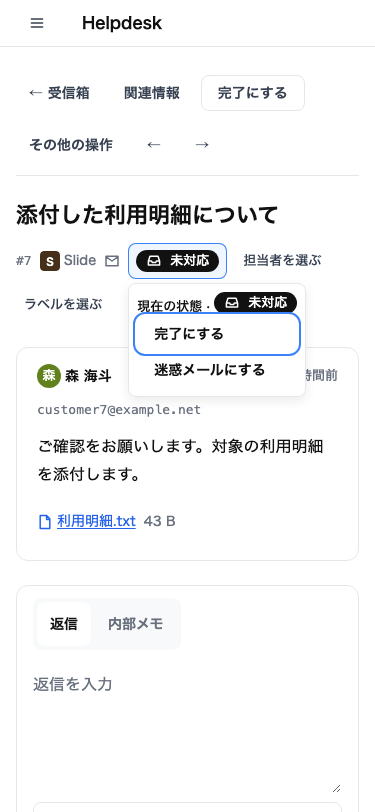 Helpdesk
← 受信箱 関連情報 完了にする
その他の操作 ← →
添付した利用明細について
#7 S Slide 未対応 担当者を選ぶ
ラベルを選ぶ
現在の状態 · 未対応
完了にする
迷惑メールにする
森 森 海斗 時間前
customer7@example.net
ご確認をお願いします。対象の利用明細
を添付します。
利用明細.txt 43 B
返信 内部メモ
返信を入力